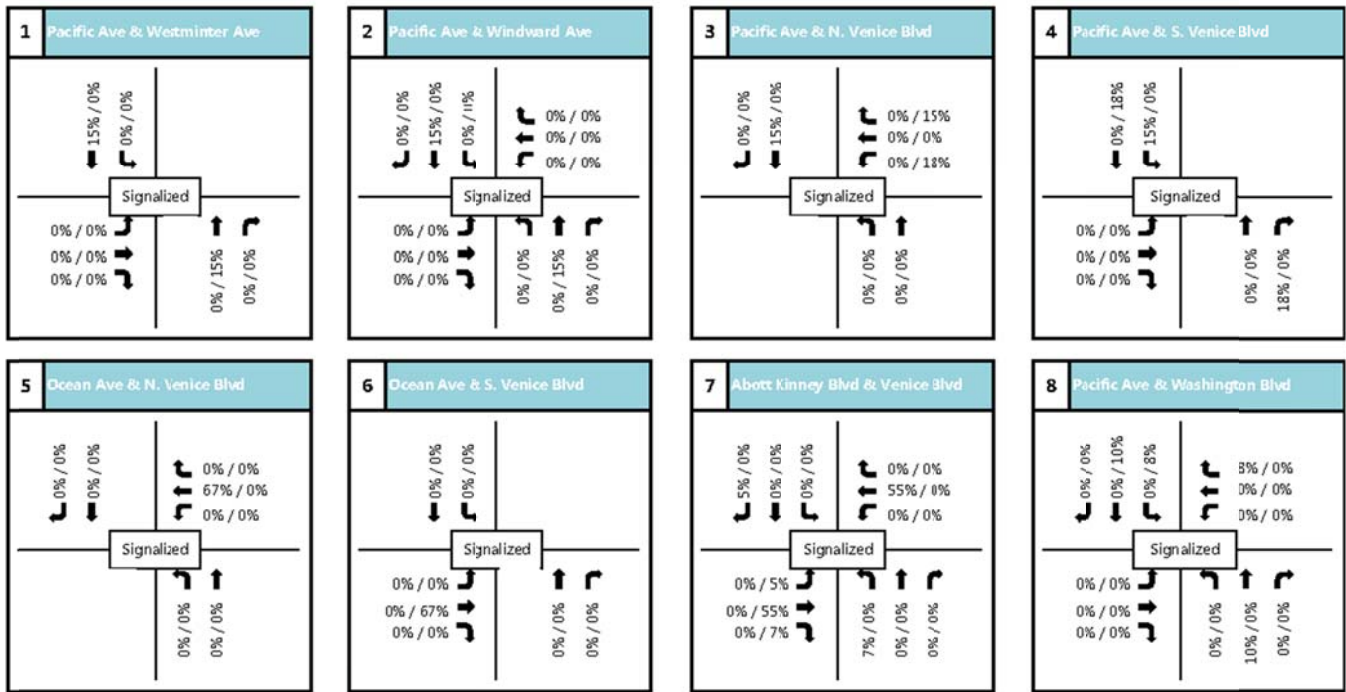 1 Pacific Ave & Westminter Ave
15% / 0%
0% / 0%
Signalized
0% / 0%
0% / 0%
0% / 0%
0% / 15%
0% / 0%
2 Pacific Ave & Windward Ave
0% / 0%
15% / 0%
0% / 0%
0% / 0%
0% / 0%
0% / 0%
Signalized
0% / 0%
0% / 0%
0% / 0%
0% / 0%
0% / 15%
0% / 0%
3 Pacific Ave & N. Venice Blvd
0% / 0%
15% / 0%
0% / 15%
0% / 0%
0% / 18%
Signalized
0% / 0%
0% / 0%
4 Pacific Ave & S. Venice Blvd
0% / 18%
15% / 0%
Signalized
0% / 0%
0% / 0%
0% / 0%
0% / 0%
18% / 0%
5 Ocean Ave & N. Venice Blvd
0% / 0%
0% / 0%
0% / 0%
67% / 0%
0% / 0%
Signalized
0% / 0%
0% / 0%
6 Ocean Ave & S. Venice Blvd
0% / 0%
0% / 0%
Signalized
0% / 0%
0% / 67%
0% / 0%
0% / 0%
0% / 0%
7 Abott Kinney Blvd & Venice Blvd
5% / 0%
0% / 0%
0% / 0%
0% / 0%
55% / 0%
0% / 0%
Signalized
0% / 5%
0% / 55%
0% / 7%
7% / 0%
0% / 0%
0% / 0%
8 Pacific Ave & Washington Blvd
0% / 0%
0% / 10%
0% / 8%
8% / 0%
0% / 0%
0% / 0%
Signalized
0% / 0%
0% / 0%
0% / 0%
0% / 0%
10% / 0%
0% / 0%